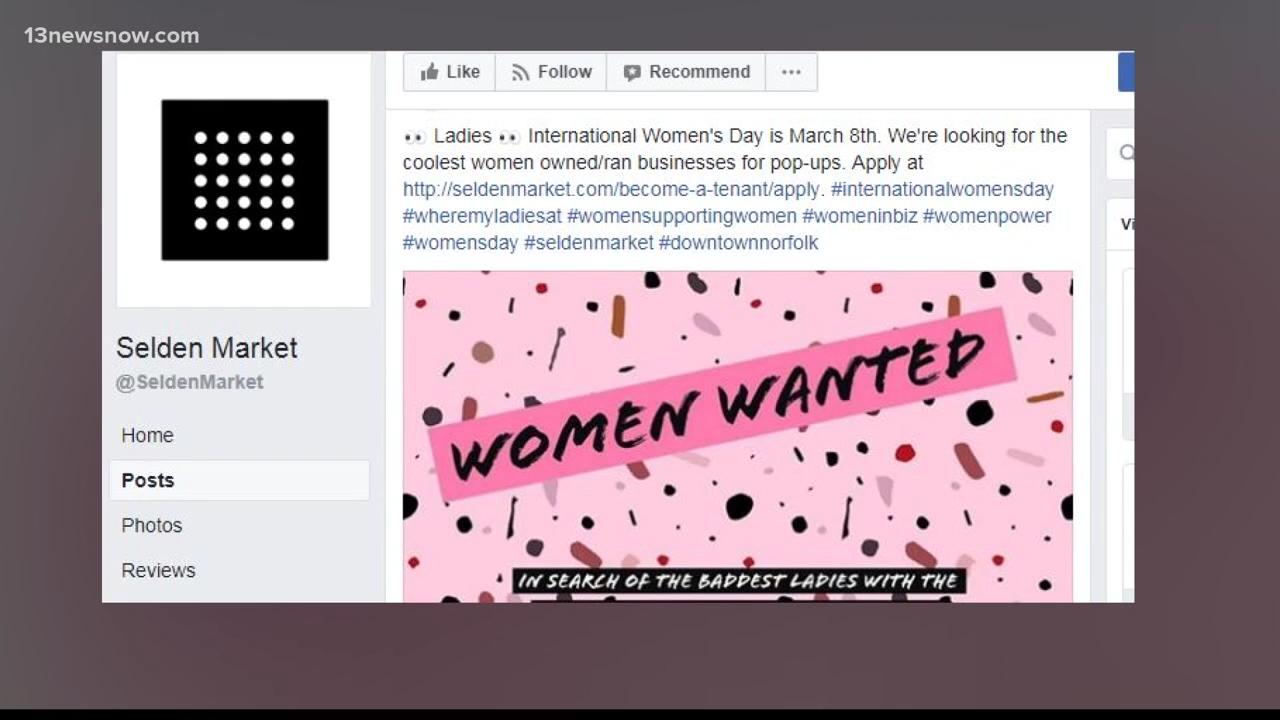 13newsnow.com
Like Follow Recommend ...
👀 Ladies 👀 International Women's Day is March 8th. We're looking for the
coolest women owned/ran businesses for pop-ups. Apply at
http://seldenmarket.com/become-a-tenant/apply. #internationalwomensday
#wheremyladiesat #womensupportingwomen #womeninbiz #womenpower
#womensday #seldenmarket #downtownnorfolk
Selden Market
@SeldenMarket
Home
Posts
Photos
Reviews
WOMEN WANTED
IN SEARCH OF THE BADDEST LADIES WITH THE